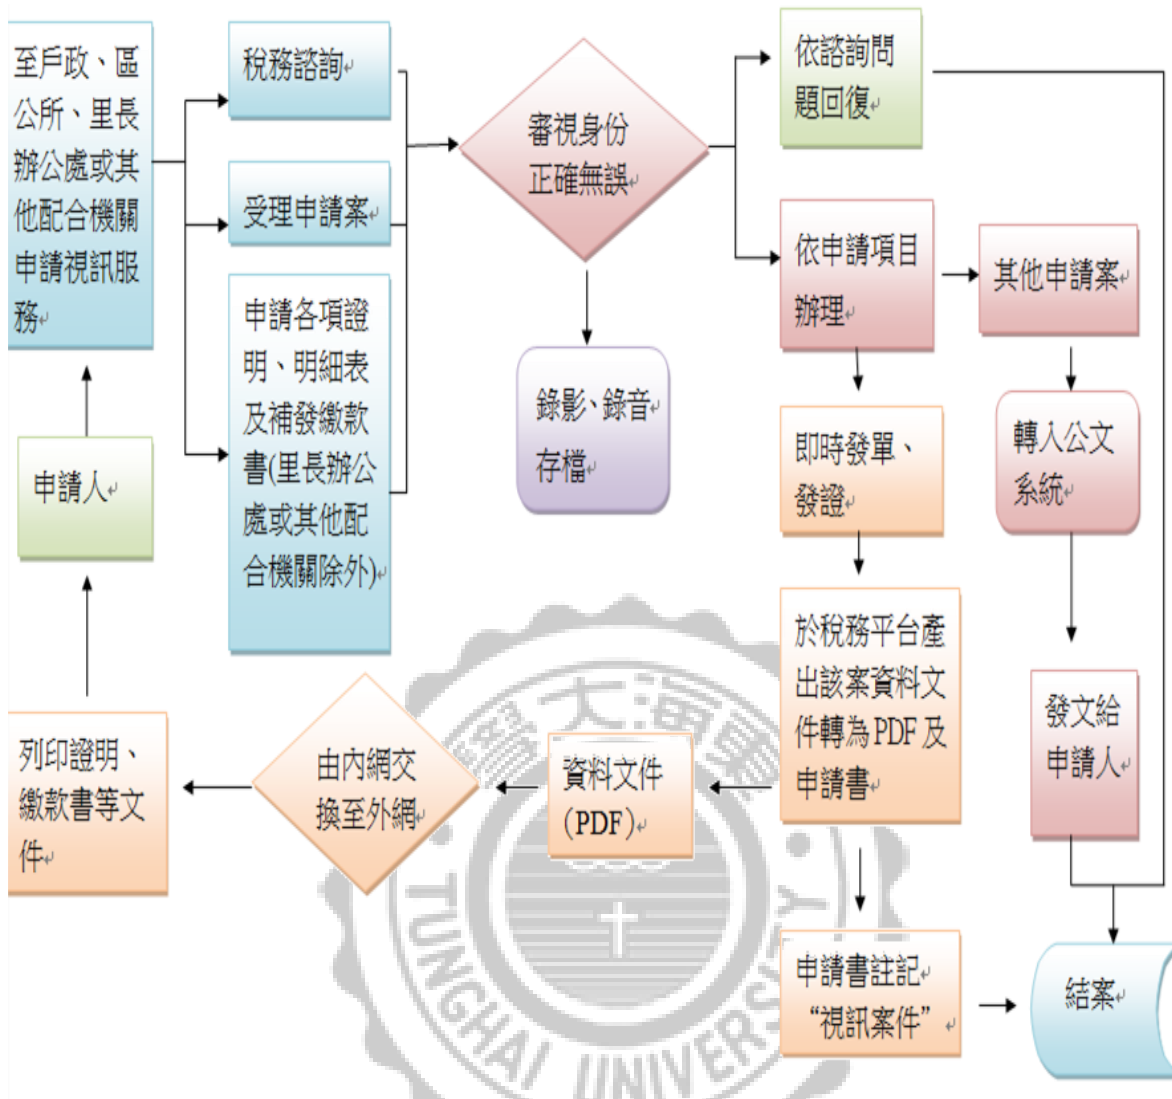 至戶政、區
公所、里長
辦公處或其
他配合機關
申請視訊服
務
申請人
稅務諮詢
受理申請案
申請各項證
明、明細表
及補發繳款
書(里長辦公
處或其他配
合機關除外)
審視身份
正確無誤
錄影、錄音
存檔
依諮詢問
題回復
依申請項目
辦理
其他申請案
即時發單、
發證
轉入公文
系統
於稅務平台產
出該案資料文
件轉為 PDF 及
申請書
發文給
申請人
資料文件
(PDF)
由內網交
換至外網
列印證明、
繳款書等文
件
申請書註記
“視訊案件”
結案
學大海東
TUNGHAI UNIVERSITY